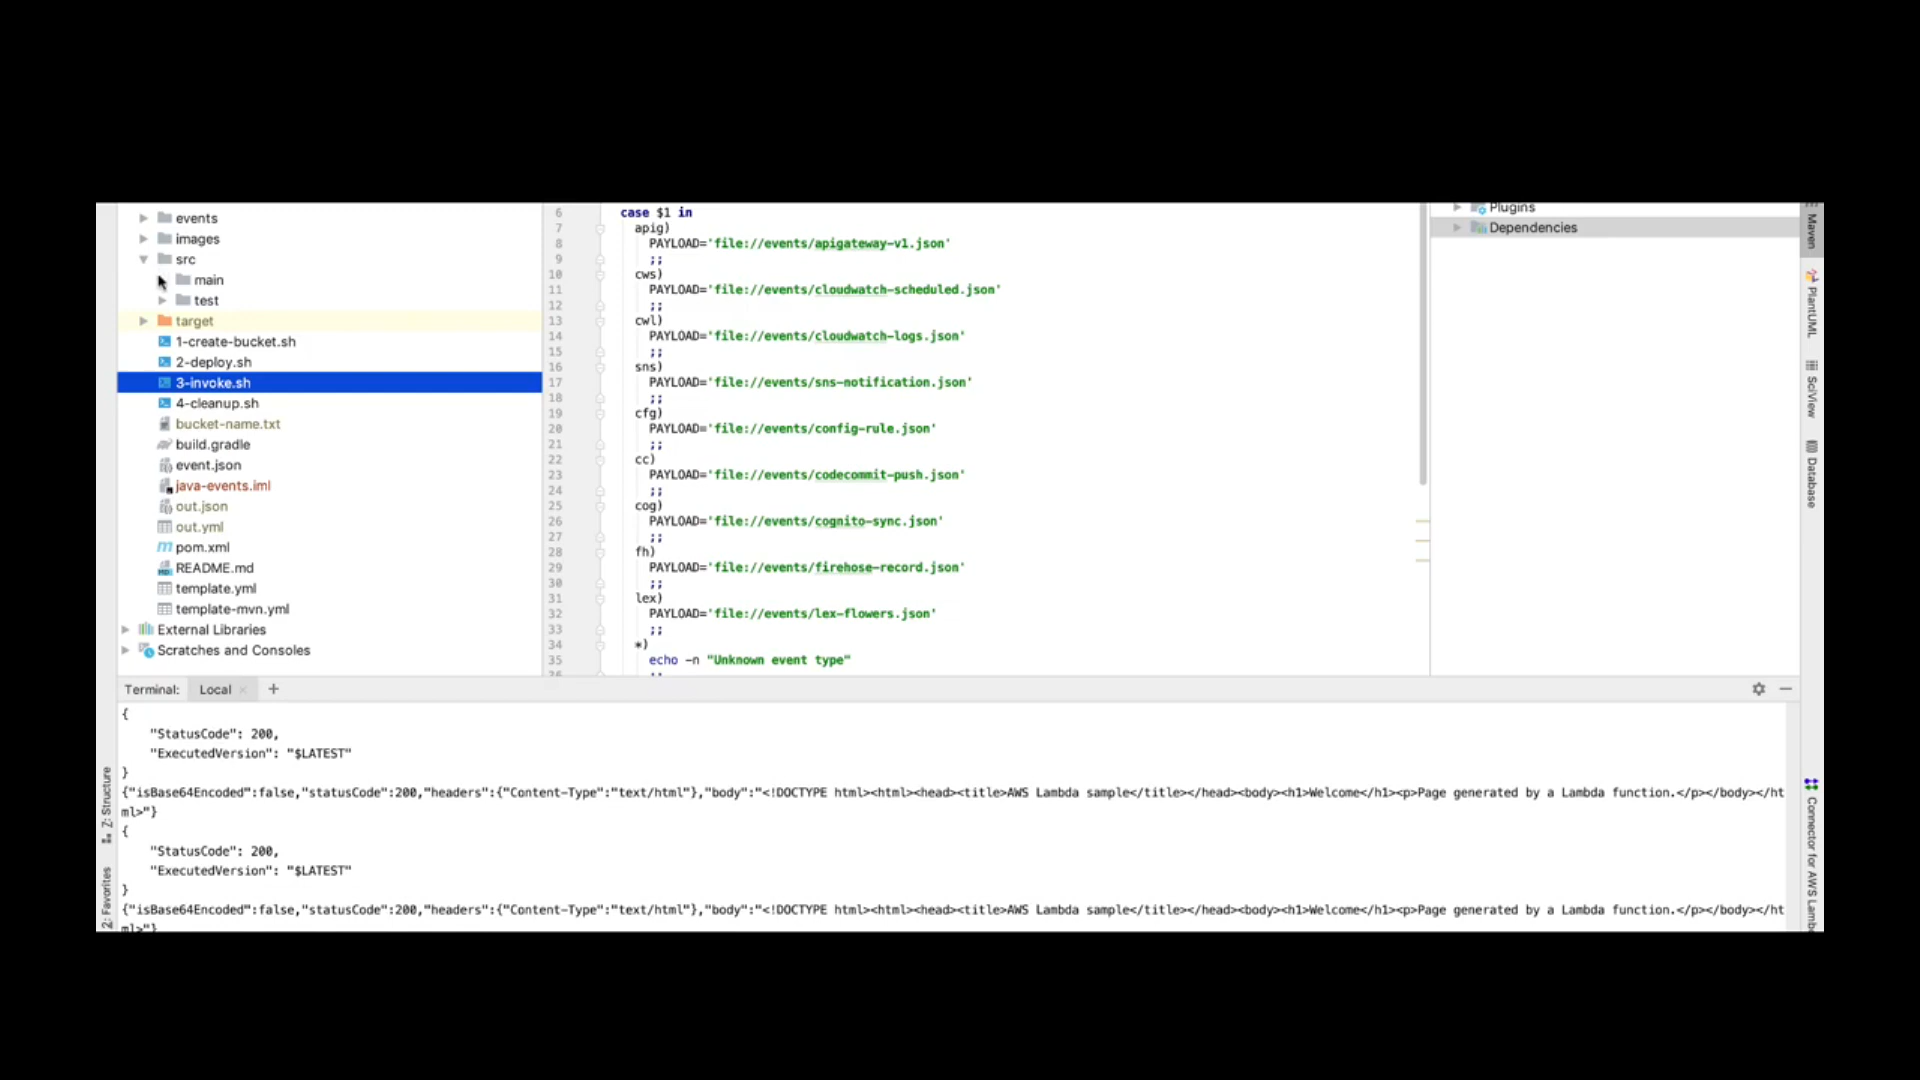 events
images
src
main
test
target
1-create-bucket.sh
2-deploy.sh
3-invoke.sh
4-cleanup.sh
bucket-name.txt
build.gradle
event.json
java-events.iml
out.json
out.yml
pom.xml
README.md
template.yml
template-mvn.yml
External Libraries
Scratches and Consoles
6 case $1 in
7 apig)
8 PAYLOAD='file://events/apigateway-v1.json'
9 ;;
10 cws)
11 PAYLOAD='file://events/cloudwatch-scheduled.json'
12 ;;
13 cwl)
14 PAYLOAD='file://events/cloudwatch-logs.json'
15 ;;
16 sns)
17 PAYLOAD='file://events/sns-notification.json'
18 ;;
19 cfg)
20 PAYLOAD='file://events/config-rule.json'
21 ;;
22 cc)
23 PAYLOAD='file://events/codecommit-push.json'
24 ;;
25 cog)
26 PAYLOAD='file://events/cognito-sync.json'
27 ;;
28 fh)
29 PAYLOAD='file://events/firehose-record.json'
30 ;;
31 lex)
32 PAYLOAD='file://events/lex-flowers.json'
33 ;;
34 *)
35 echo -n "Unknown event type"
Plugins
Dependencies
Maven
PlantUML
SciView
Database
Connector for AWS
Z: Structure
2: Favorites
Terminal: Local × +
{
"StatusCode": 200,
"ExecutedVersion": "$LATEST"
}
{"isBase64Encoded":false,"statusCode":200,"headers":{"Content-Type":"text/html"},"body":"<!DOCTYPE html><html><head><title>AWS Lambda sample</title></head><body><h1>Welcome</h1><p>Page generated by a Lambda function.</p></body></ht
ml>"}
{
"StatusCode": 200,
"ExecutedVersion": "$LATEST"
}
{"isBase64Encoded":false,"statusCode":200,"headers":{"Content-Type":"text/html"},"body":"<!DOCTYPE html><html><head><title>AWS Lambda sample</title></head><body><h1>Welcome</h1><p>Page generated by a Lambda function.</p></body></ht
ml>"}